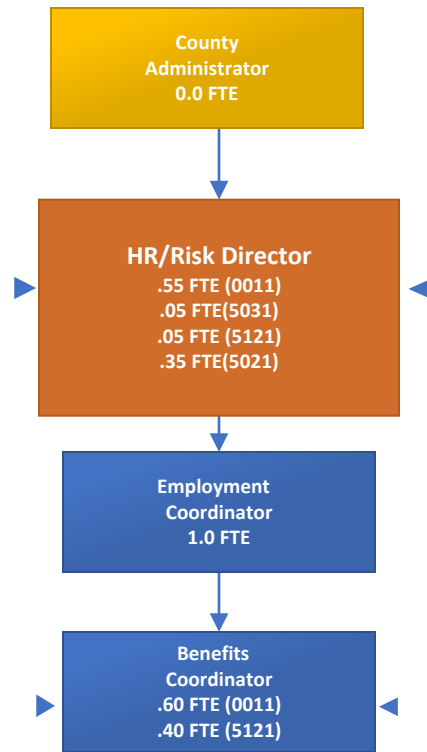 County
Administrator
0.0 FTE
HR/Risk Director
.55 FTE (0011)
.05 FTE(5031)
.05 FTE (5121)
.35 FTE(5021)
Employment
Coordinator
1.0 FTE
Benefits
Coordinator
.60 FTE (0011)
.40 FTE (5121)